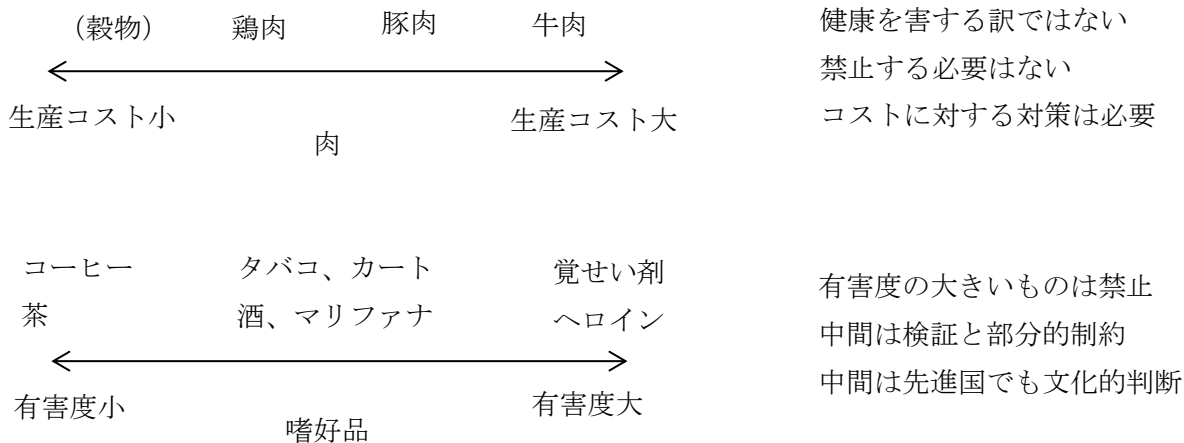 （穀物） 鶏肉 豚肉 牛肉
生産コスト小 生産コスト大
肉
健康を害する訳ではない
禁止する必要はない
コストに対する対策は必要
コーヒー タバコ、カート 覚せい剤
茶 酒、マリファナ ヘロイン
有害度小 有害度大
嗜好品
有害度の大きいものは禁止
中間は検証と部分的制約
中間は先進国でも文化的判断